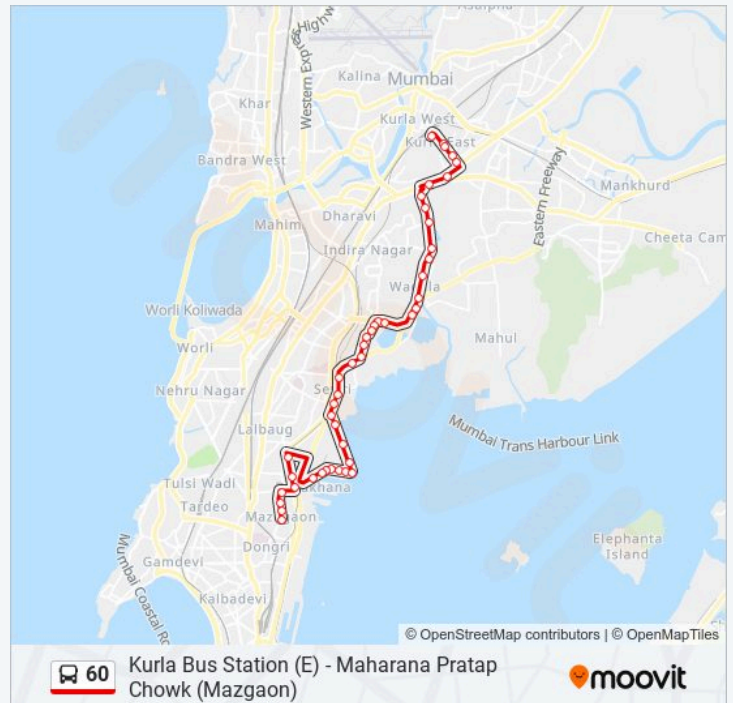 Highway
Western Express
Kalina
Mumbai
Khar
Kurla West
Kurla East
Bandra West
Eastern Freeway
Mankhurd
Dharavi
Mahim
Indira Nagar
Cheeta Cam
Wadala
Worli Koliwada
Mahul
Worli
Nehru Nagar
Sewri
Lalbaug
Mumbai Trans Harbour Link
Tulsi Wadi
Tardeo
Mazgaon
Dongri
Elephanta
Island
Gamdevi
Mumbai Coastal Ro
Kalbadevi
© OpenStreetMap contributors | © OpenMapTiles
60
Kurla Bus Station (E) - Maharana Pratap
Chowk (Mazgaon)
moovit